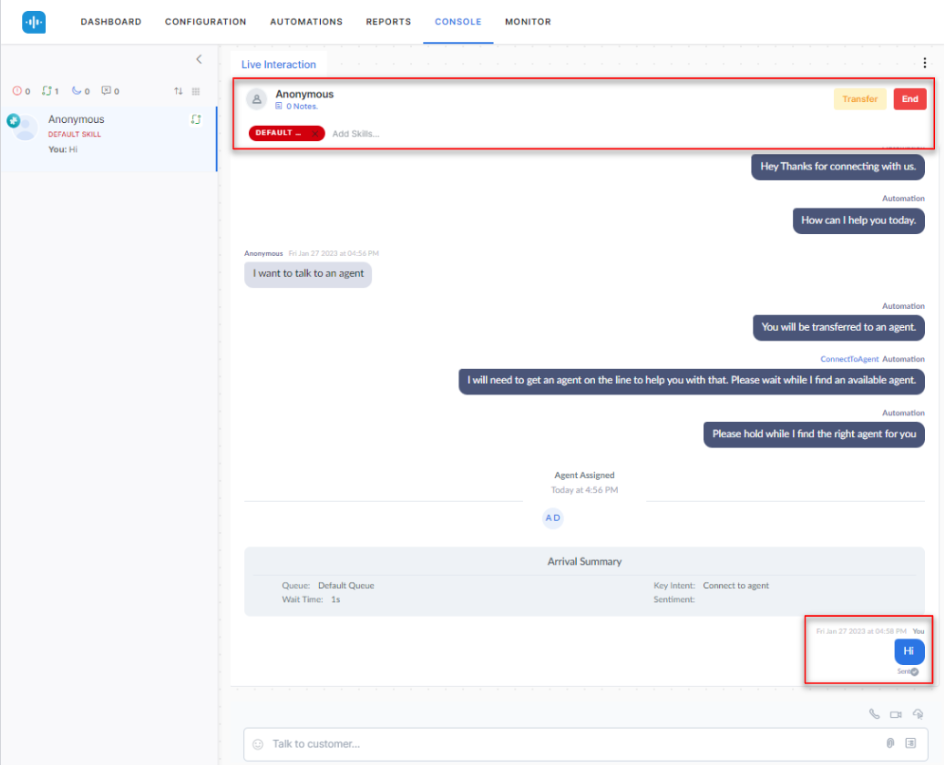 DASHBOARD CONFIGURATION AUTOMATIONS REPORTS CONSOLE MONITOR
0 1 0 0
Anonymous
DEFAULT SKILL
You: Hi
Live Interaction
Anonymous
0 Notes.
Transfer End
DEFAULT ... Add Skills...
Hey Thanks for connecting with us.
Automation
How can I help you today.
Anonymous Fri Jan 27 2023 at 04:56 PM
I want to talk to an agent
Automation
You will be transferred to an agent.
ConnectToAgent Automation
I will need to get an agent on the line to help you with that. Please wait while I find an available agent.
Automation
Please hold while I find the right agent for you
Agent Assigned
Today at 4:56 PM
A D
Arrival Summary
Queue: Default Queue Key Intent: Connect to agent
Wait Time: 1s Sentiment:
Fri Jan 27 2023 at 04:58 PM You
Hi
Sent
Talk to customer...